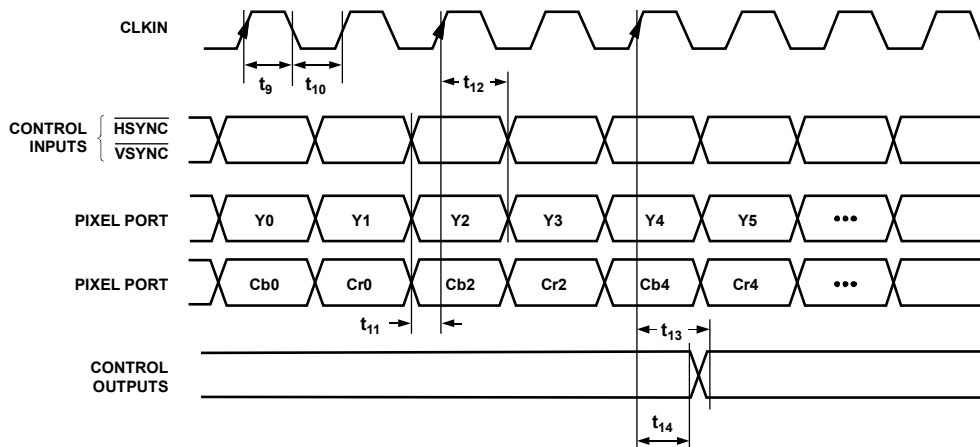 CLKIN
t9 t10
t12
CONTROL INPUTS { HSYNC VSYNC
PIXEL PORT Y0 Y1 Y2 Y3 Y4 Y5 •••
PIXEL PORT Cb0 Cr0 Cb2 Cr2 Cb4 Cr4 •••
t11 t13
CONTROL
OUTPUTS
t14